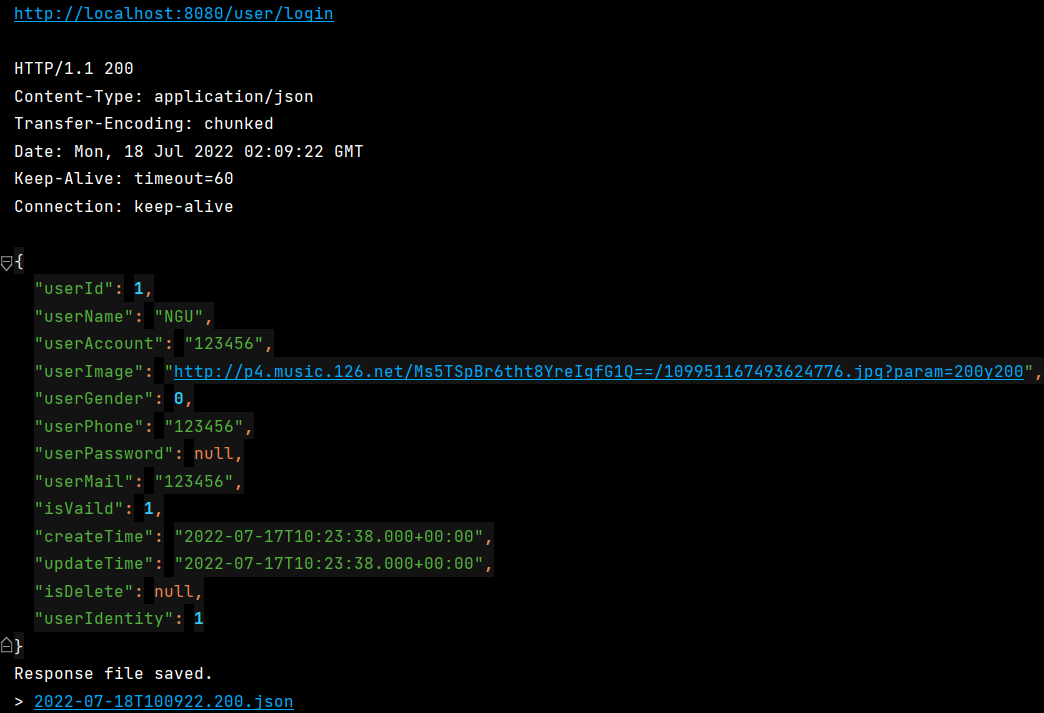 http://localhost:8080/user/login
HTTP/1.1 200
Content-Type: application/json
Transfer-Encoding: chunked
Date: Mon, 18 Jul 2022 02:09:22 GMT
Keep-Alive: timeout=60
Connection: keep-alive
{
"userId": 1,
"userName": "NGU",
"userAccount": "123456",
"userImage": "http://p4.music.126.net/Ms5TSpBr6tht8YreIqfG1Q==/109951167493624776.jpg?param=200y200",
"userGender": 0,
"userPhone": "123456",
"userPassword": null,
"userMail": "123456",
"isVaild": 1,
"createTime": "2022-07-17T10:23:38.000+00:00",
"updateTime": "2022-07-17T10:23:38.000+00:00",
"isDelete": null,
"userIdentity": 1
}
Response file saved.
> 2022-07-18T100922.200.json